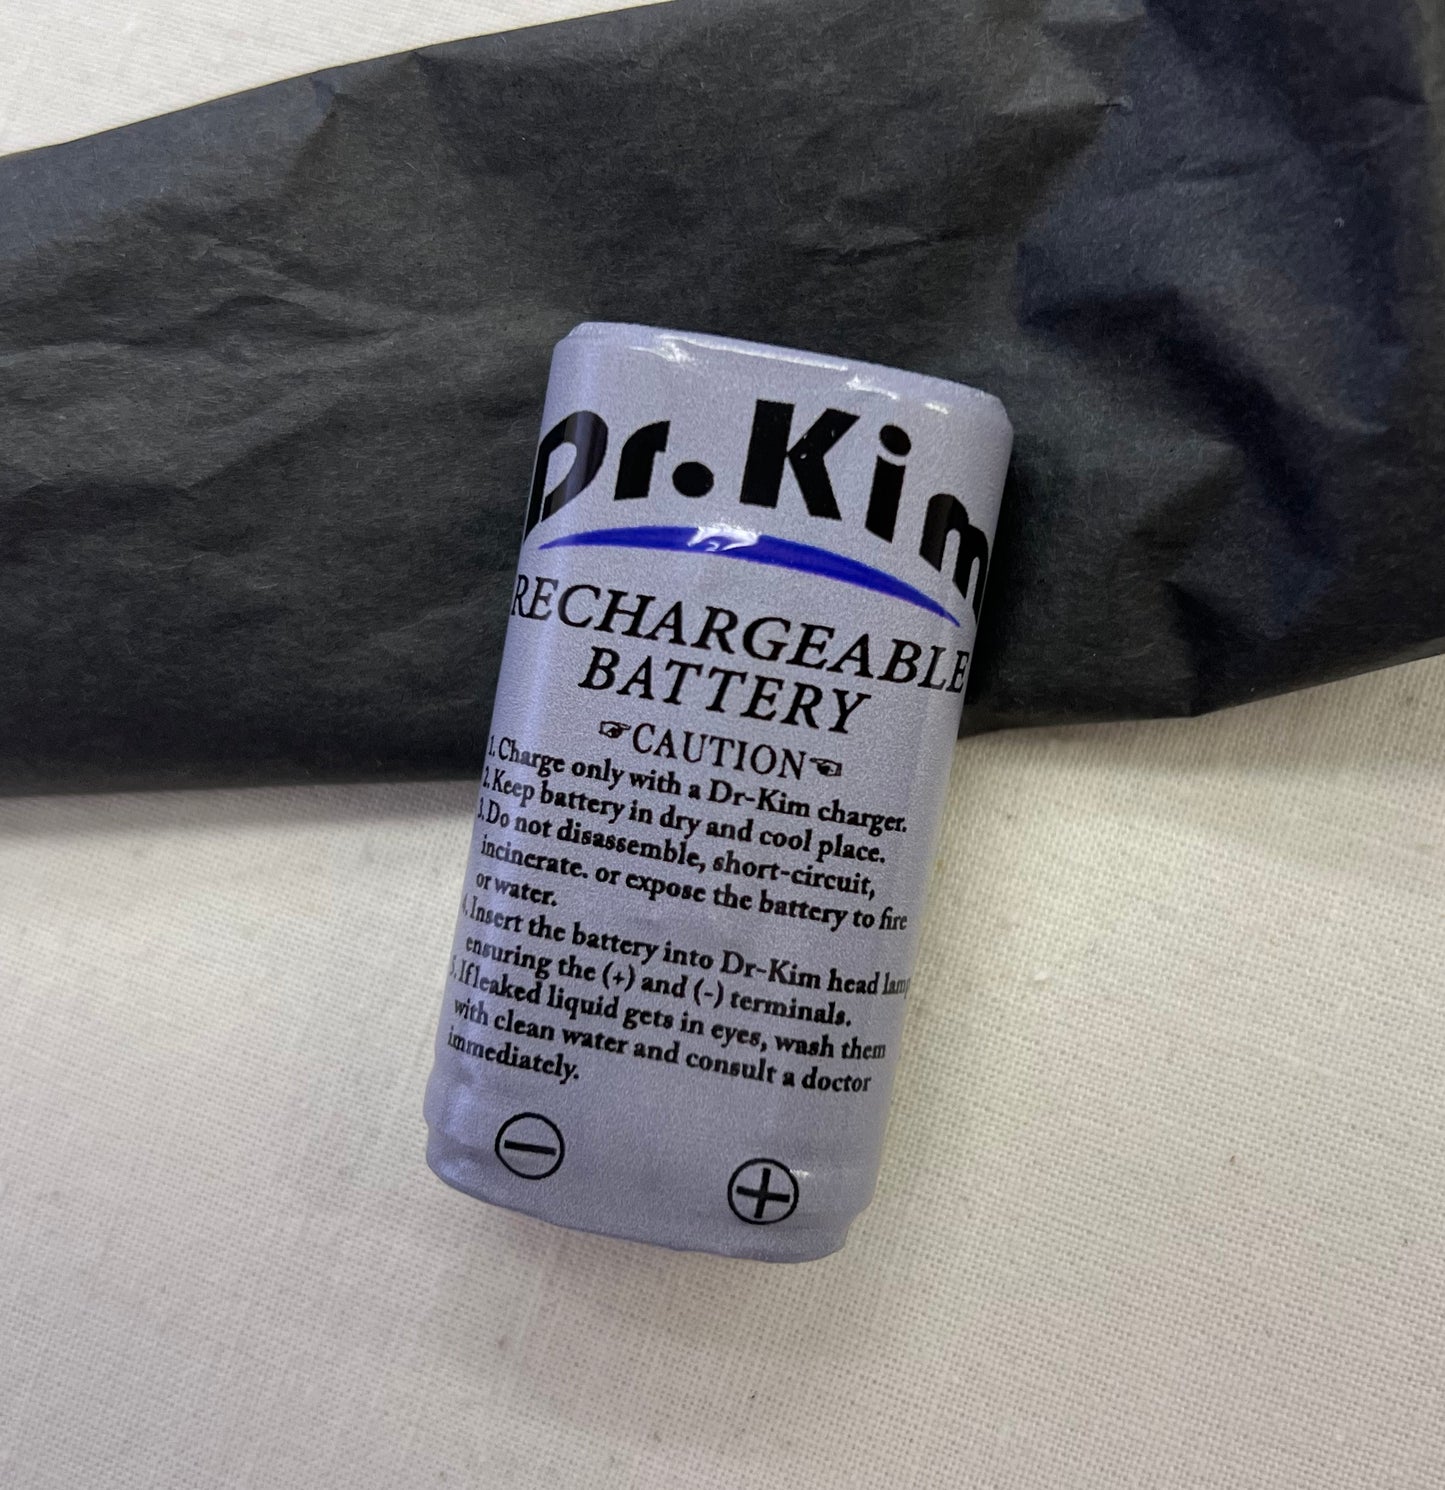 Dr.Kim
RECHARGEABLE
BATTERY
☞CAUTION☜
1. Charge only with a Dr-Kim charger.
2. Keep battery in dry and cool place.
3. Do not disassemble, short-circuit,
incinerate. or expose the battery to fire
or water.
4. Insert the battery into Dr-Kim head lamp
ensuring the (+) and (-) terminals.
5. If leaked liquid gets in eyes, wash them
with clean water and consult a doctor
immediately.
⊖ ⊕